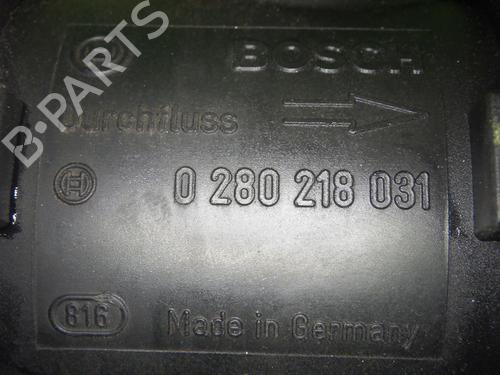 BOSCH
Durchfluss
0 280 218 031
816 Made in Germany
B-PARTS